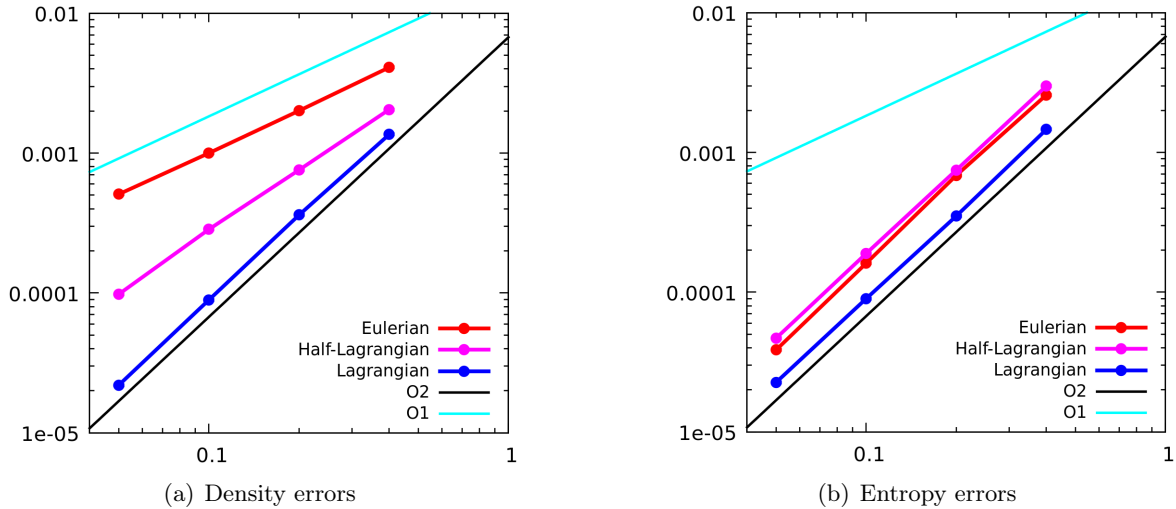 0.01
0.001
0.0001
1e-05
0.1
1
Eulerian
Half-Lagrangian
Lagrangian
O2
O1
(a) Density errors
0.01
0.001
0.0001
1e-05
0.1
1
Eulerian
Half-Lagrangian
Lagrangian
O2
O1
(b) Entropy errors